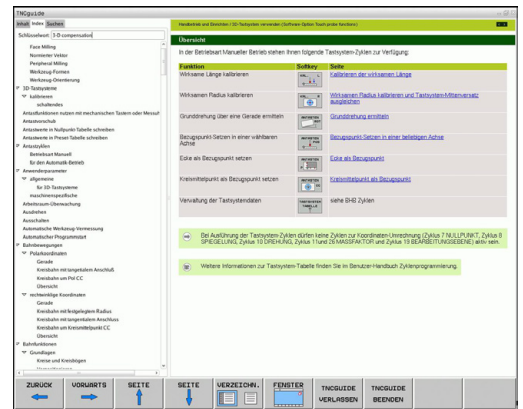 TNCguide
Inhalt Index Suchen
Handbetrieb und Einrichten / 3D-Tastsystem verwenden (Software-Option Touch probe functions)
Schlüsselwort: 3-D-compensation
Face Milling
Normierter Vektor
Peripheral Milling
Werkzeug-Formen
Werkzeug-Orientierung
3D-Tastsysteme
kalibrieren
schaltendes
Antastfunktionen nutzen mit mechanischen Tastern oder Messuh
Antastvorschub
Antastwerte in Nullpunkt-Tabelle schreiben
Antastwerte in Preset-Tabelle schreiben
Antastzyklen
Betriebsart Manuell
für den Automatik-Betrieb
Anwenderparameter
allgemeine
für 3D-Tastsysteme
maschinenspezifische
Arbeitsraum-Überwachung
Ausdrehen
Ausschalten
Automatische Werkzeug-Vermessung
Automatischer Programmstart
Bahnbewegungen
Polarkoordinaten
Gerade
Kreisbahn mit tangentialem Anschluß
Kreisbahn um Pol CC
Übersicht
rechtwinklige Koordinaten
Gerade
Kreisbahn mit festgelegtem Radius
Kreisbahn mit tangentialem Anschluss
Kreisbahn um Kreismittelpunkt CC
Übersicht
Bahnfunktionen
Grundlagen
Kreise und Kreisbögen
Übersicht
In der Betriebsart Manueller Betrieb stehen Ihnen folgende Tastsystem-Zyklen zur Verfügung:
Funktion Softkey Seite
Wirksame Länge kalibrieren Kalibrieren der wirksamen Länge
Wirksamen Radius kalibrieren Wirksamen Radius kalibrieren und Tastsystem-Mittenversatz ausgleichen
Grunddrehung über eine Gerade ermitteln Grunddrehung ermitteln
Bezugspunkt-Setzen in einer wählbaren Achse Bezugspunkt-Setzen in einer beliebigen Achse
Ecke als Bezugspunkt setzen Ecke als Bezugspunkt
Kreismittelpunkt als Bezugspunkt setzen Kreismittelpunkt als Bezugspunkt
Verwaltung der Tastsystemdaten siehe BHB Zyklen
Bei Ausführung der Tastsystem-Zyklen dürfen keine Zyklen zur Koordinaten-Umrechnung (Zyklus 7 NULLPUNKT, Zyklus 8
SPIEGELUNG, Zyklus 10 DREHUNG, Zyklus 11und 26 MASSFAKTOR und Zyklus 19 BEARBEITUNGSEBENE) aktiv sein.
Weitere Informationen zur Tastsystem-Tabelle finden Sie im Benutzer-Handbuch Zyklenprogrammierung.
ZURÜCK VORWÄRTS SEITE SEITE VERZEICHN. FENSTER TNCGUIDE VERLASSEN TNCGUIDE BEENDEN